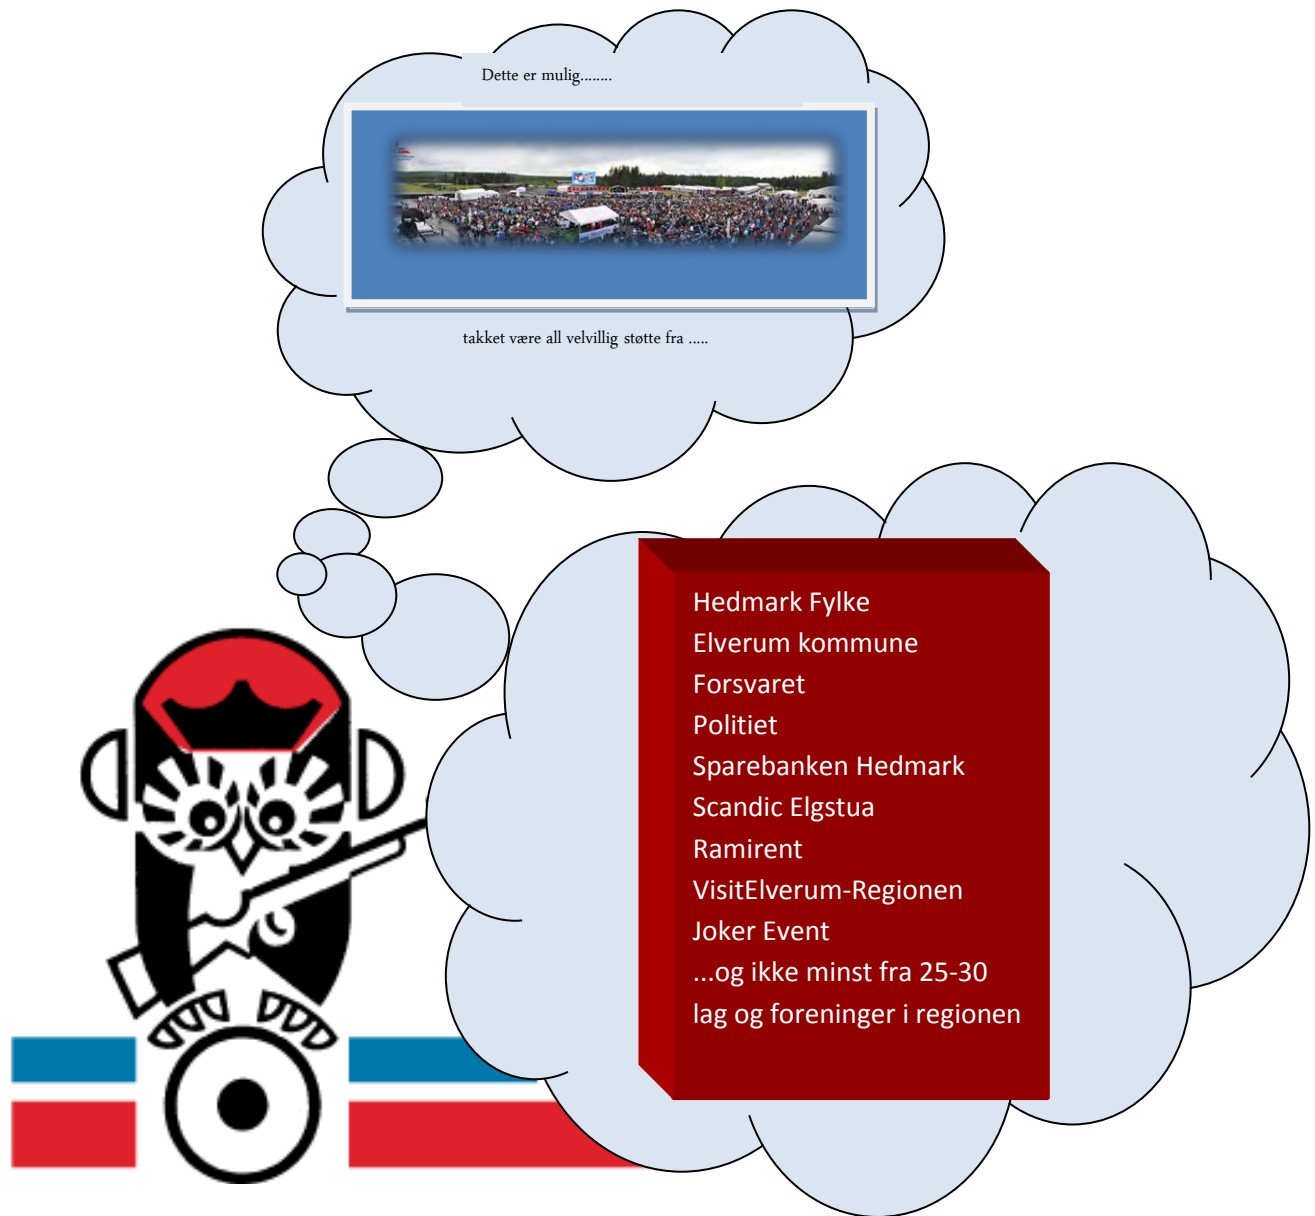 Dette er mulig........
takket være all velvillig støtte fra .....
Hedmark Fylke
Elverum kommune
Forsvaret
Politiet
Sparebanken Hedmark
Scandic Elgstua
Ramirent
VisitElverum-Regionen
Joker Event
...og ikke minst fra 25-30
lag og foreninger i regionen